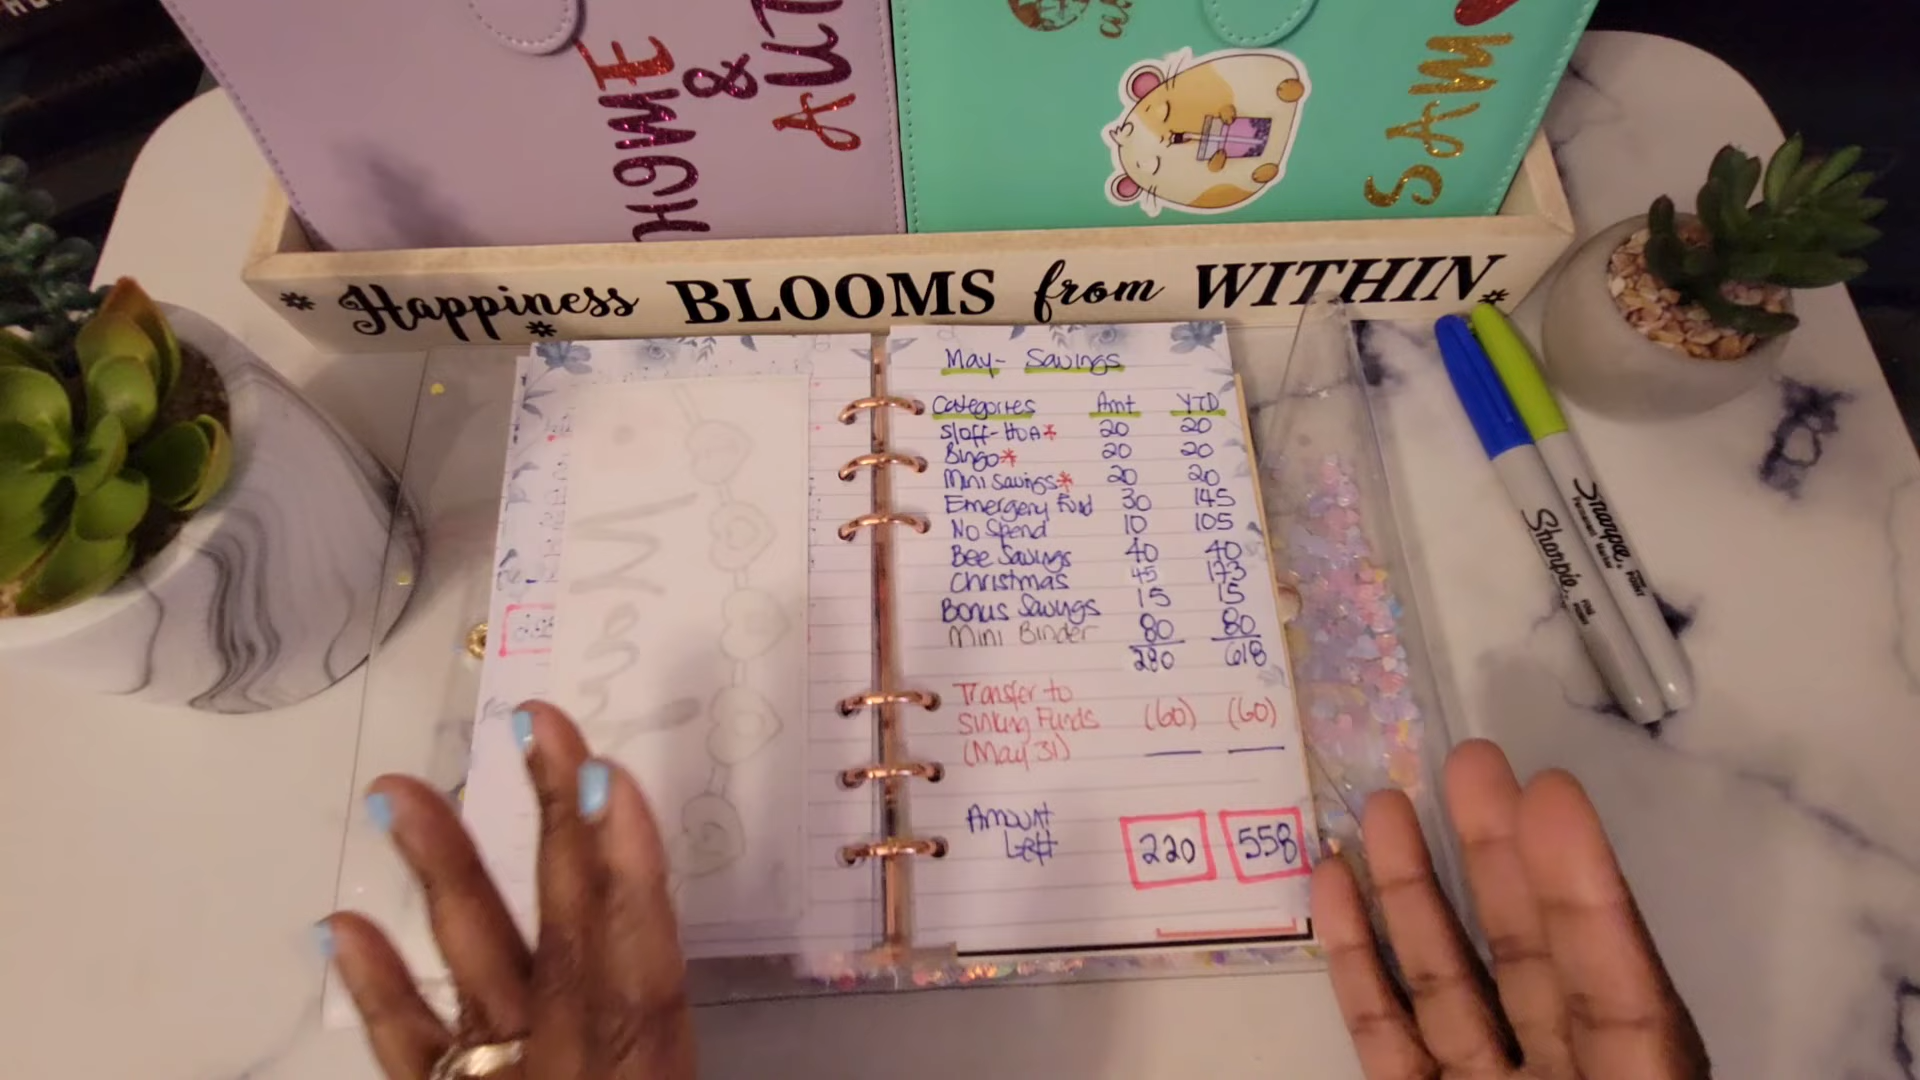 HOME
&
AUT
SAM
Happiness BLOOMS from WITHIN
May- Savings
Categories Amt YTD
S/off-HOA* 20 20
Bingo* 20 20
Mini Savings* 20 20
Emergeny Fund 30 145
No Spend 10 105
Bee Savings 40 40
Christmas 45 173
Bonus Savings 15 15
Mini Binder 80 80
280 618
Transfer to
Sinking Funds (60) (60)
(May 31)
Amount
Left 220 558
Sharpie
Sharpie
May